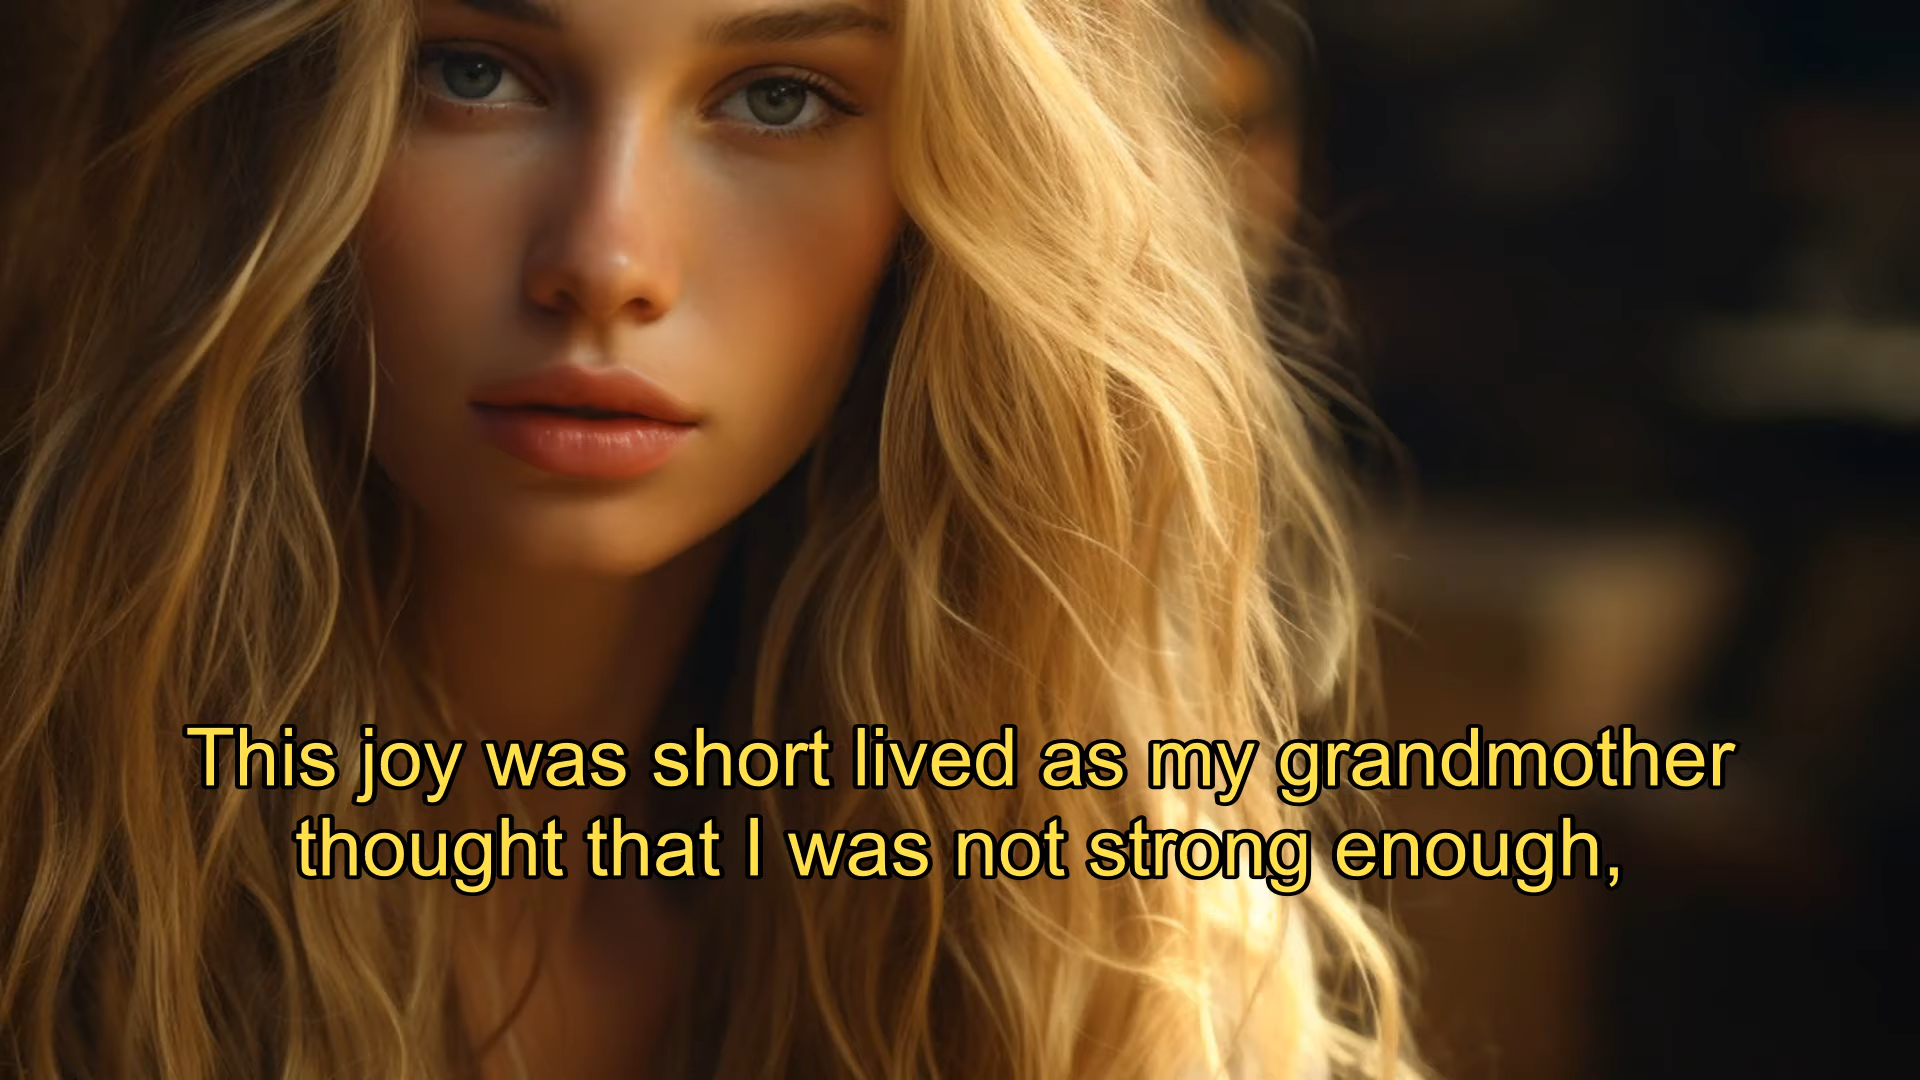 This joy was short lived as my grandmother
thought that I was not strong enough,